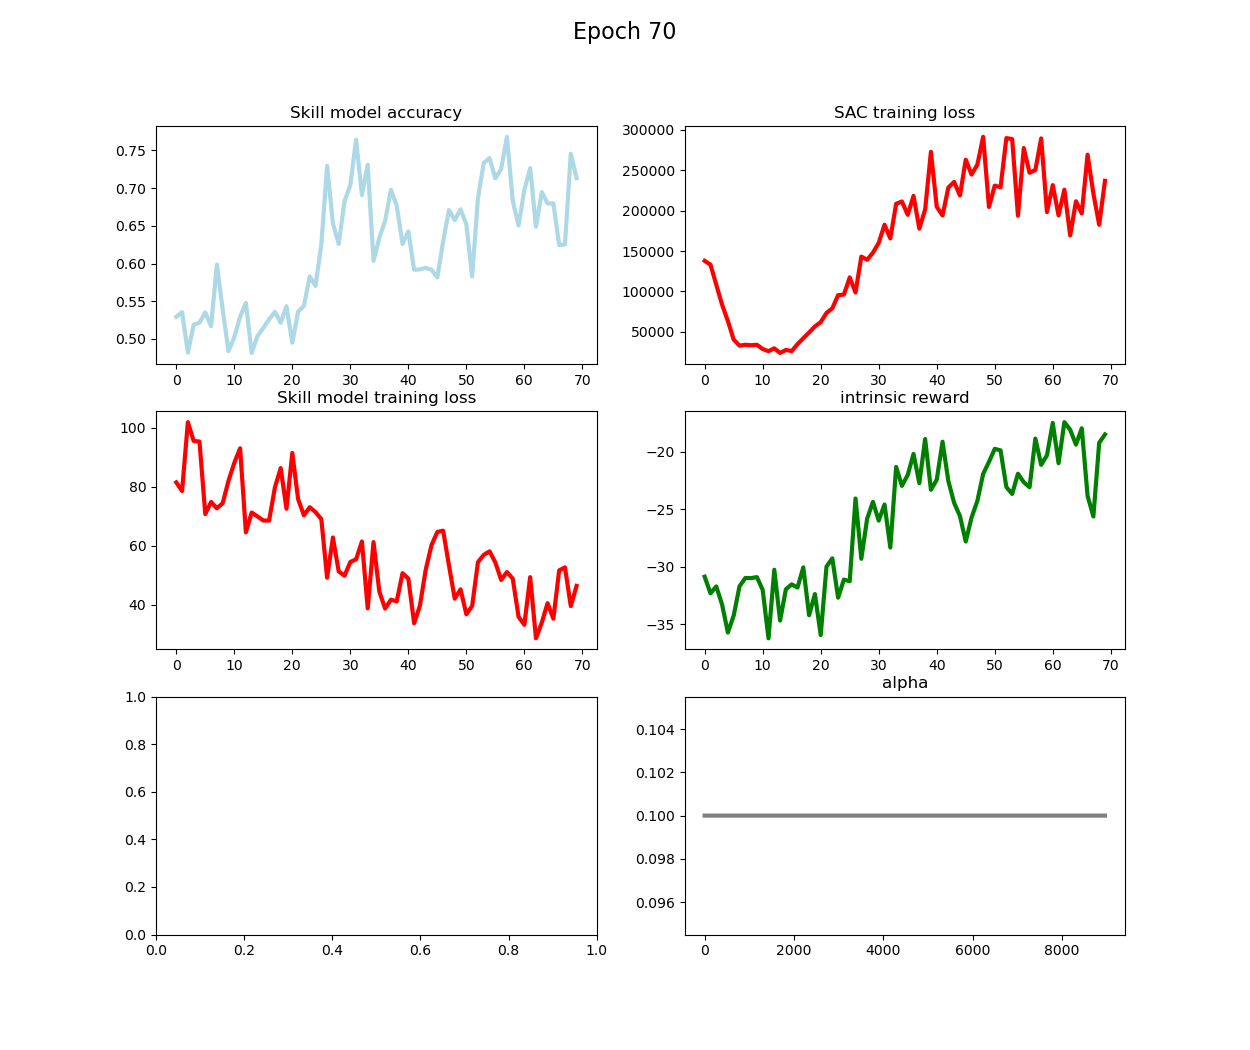 Epoch 70
Skill model accuracy
0.75
0.70
0.65
0.60
0.55
0.50
0 10 20 30 40 50 60 70
SAC training loss
300000
250000
200000
150000
100000
50000
0 10 20 30 40 50 60 70
Skill model training loss
100
80
60
40
0 10 20 30 40 50 60 70
intrinsic reward
−20
−25
−30
−35
0 10 20 30 40 50 60 70
1.0
0.8
0.6
0.4
0.2
0.0
0.0 0.2 0.4 0.6 0.8 1.0
alpha
0.104
0.102
0.100
0.098
0.096
0 2000 4000 6000 8000